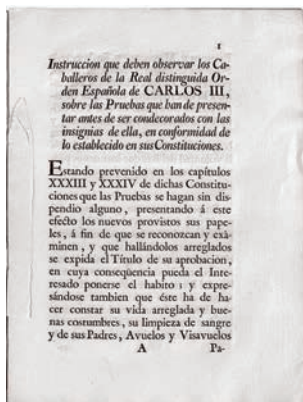 1
Instruccion que deben observar los Ca-
balleros de la Real distinguida Or-
den Española de CARLOS III,
sobre las Pruebas que han de presen-
tar antes de ser condecorados con las
insignias de ella, en conformidad de
lo establecido en sus Constituciones.
Estando prevenido en los capítulos
XXXIII y XXXIV de dichas Constitu-
ciones que las Pruebas se hagan sin dis-
pendio alguno, presentando á este
efecto los nuevos provistos sus pape-
les, á fin de que se reconozcan y exâ-
minen, y que hallándolos arreglados
se expida el Título de su aprobacion,
en cuya conseqüencia pueda el Inte-
resado ponerse el habito; y expre-
sándose tambien que éste ha de ha-
cer constar su vida arreglada y bue-
nas costumbres, su limpieza de sangre
y de sus Padres, Avuelos y Visavuelos
A Pa-